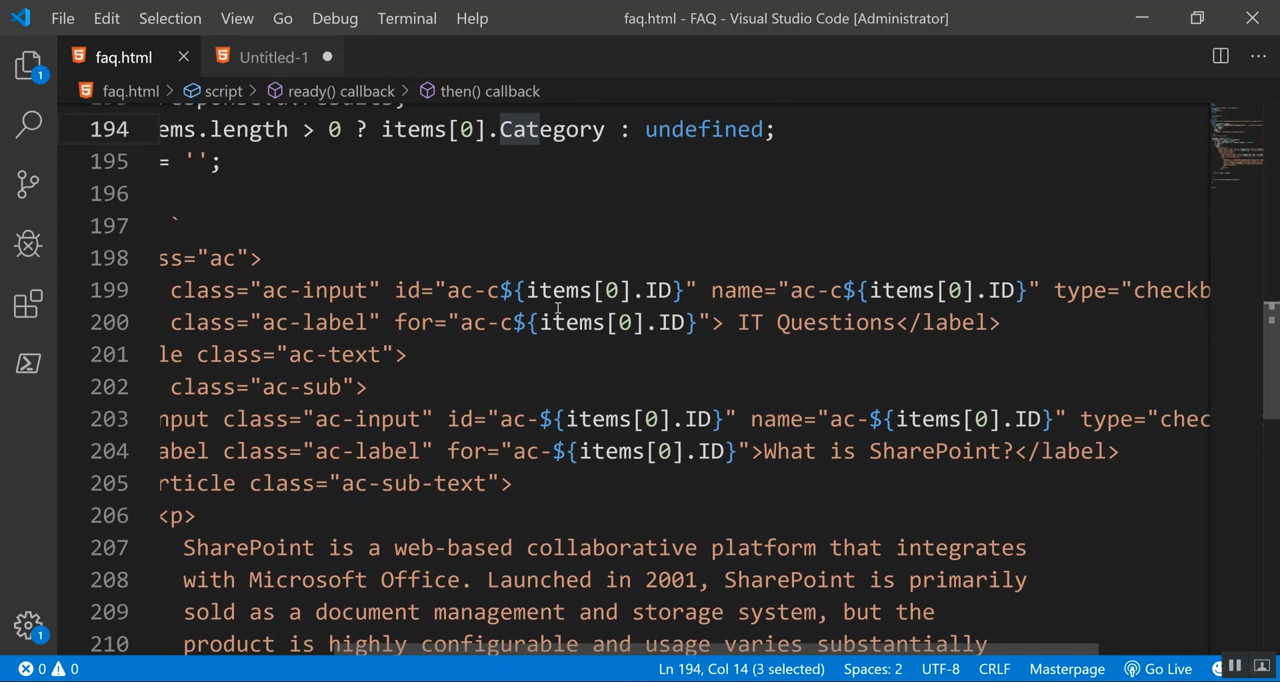 File Edit Selection View Go Debug Terminal Help faq.html - FAQ - Visual Studio Code [Administrator]
faq.html Untitled-1
1
faq.html > script > ready() callback > then() callback
194 ems.length > 0 ? items[0].Category : undefined;
195 = '';
196
197 `
198 ss="ac">
199 class="ac-input" id="ac-c${items[0].ID}" name="ac-c${items[0].ID}" type="checkb
200 class="ac-label" for="ac-c${items[0].ID}"> IT Questions</label>
201 le class="ac-text">
202 class="ac-sub">
203 nput class="ac-input" id="ac-${items[0].ID}" name="ac-${items[0].ID}" type="chec
204 abel class="ac-label" for="ac-${items[0].ID}">What is SharePoint?</label>
205 rticle class="ac-sub-text">
206 <p>
207 SharePoint is a web-based collaborative platform that integrates
208 with Microsoft Office. Launched in 2001, SharePoint is primarily
209 sold as a document management and storage system, but the
210 product is highly configurable and usage varies substantially
1
0 0 Ln 194, Col 14 (3 selected) Spaces: 2 UTF-8 CRLF Masterpage Go Live